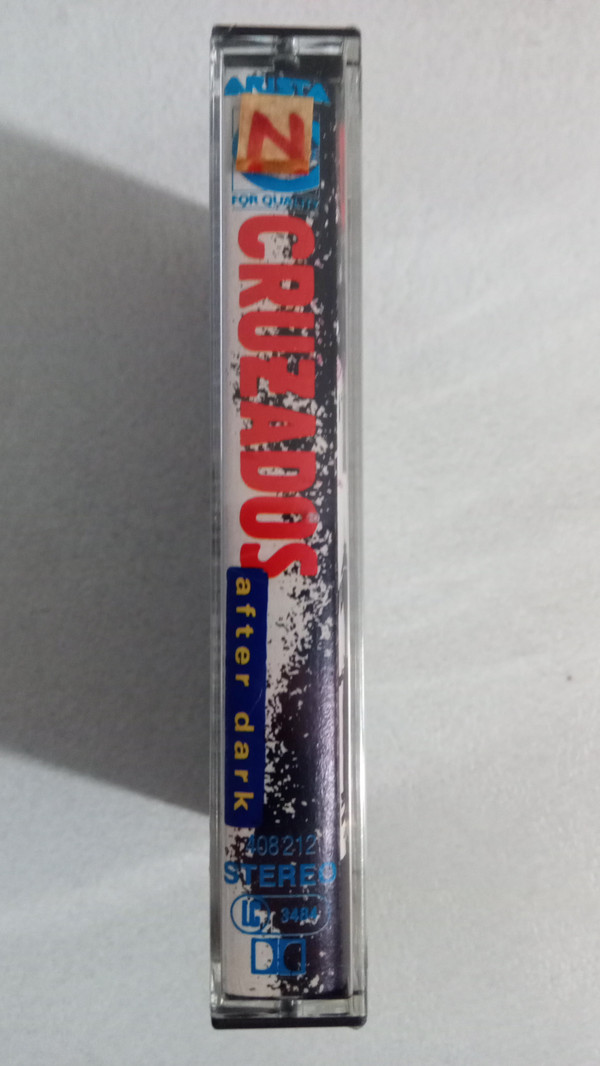 ARISTA
Z
FOR QUALITY
CRUZADOS
after dark
408 212
STEREO
LC 3484